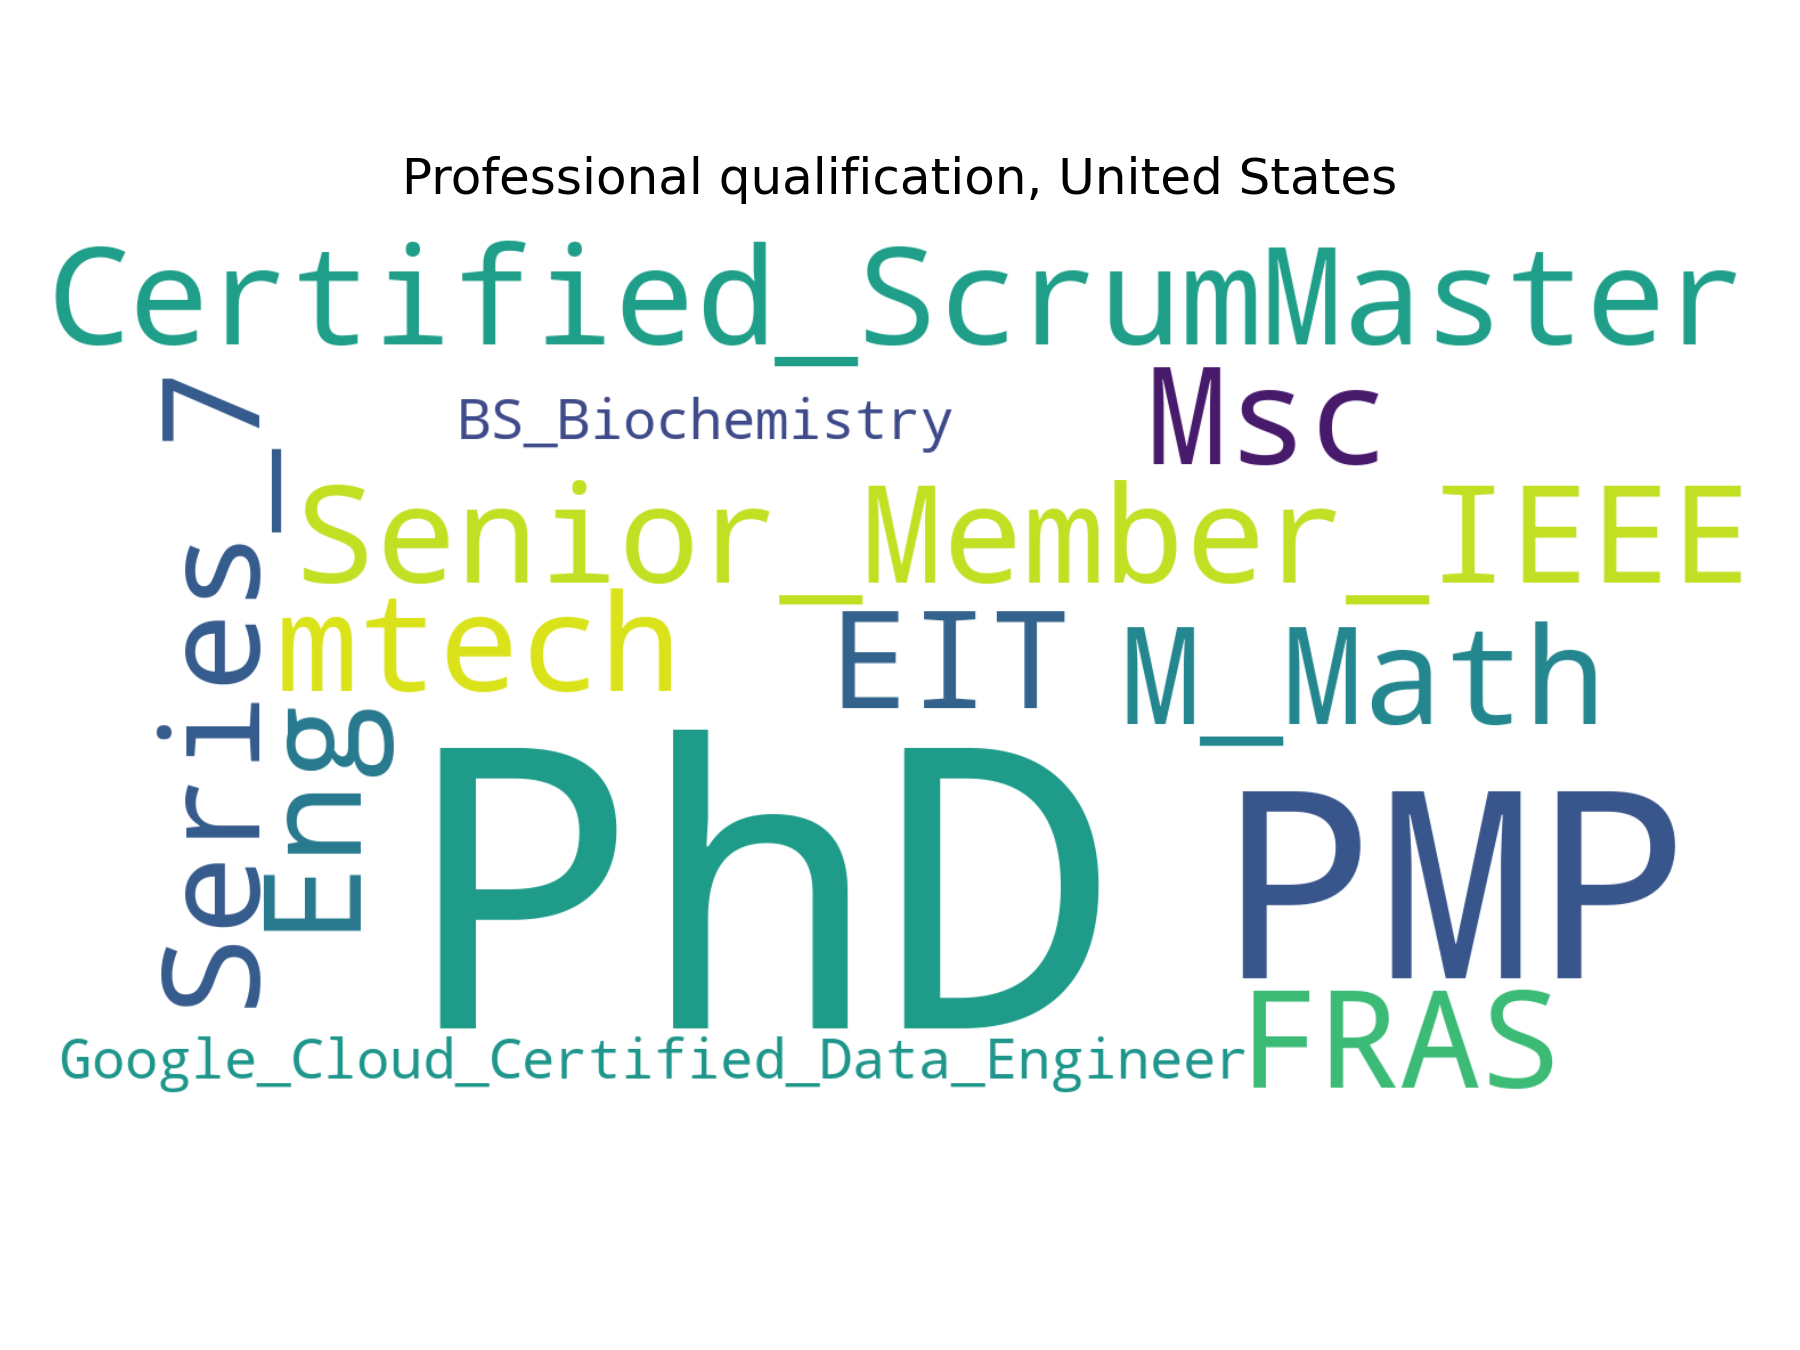 Professional qualification, United States
Certified_ScrumMaster
Series_7
BS_Biochemistry
Msc
Senior_Member_IEEE
mtech
EIT
M_Math
Eng
PhD
PMP
FRAS
Google_Cloud_Certified_Data_Engineer